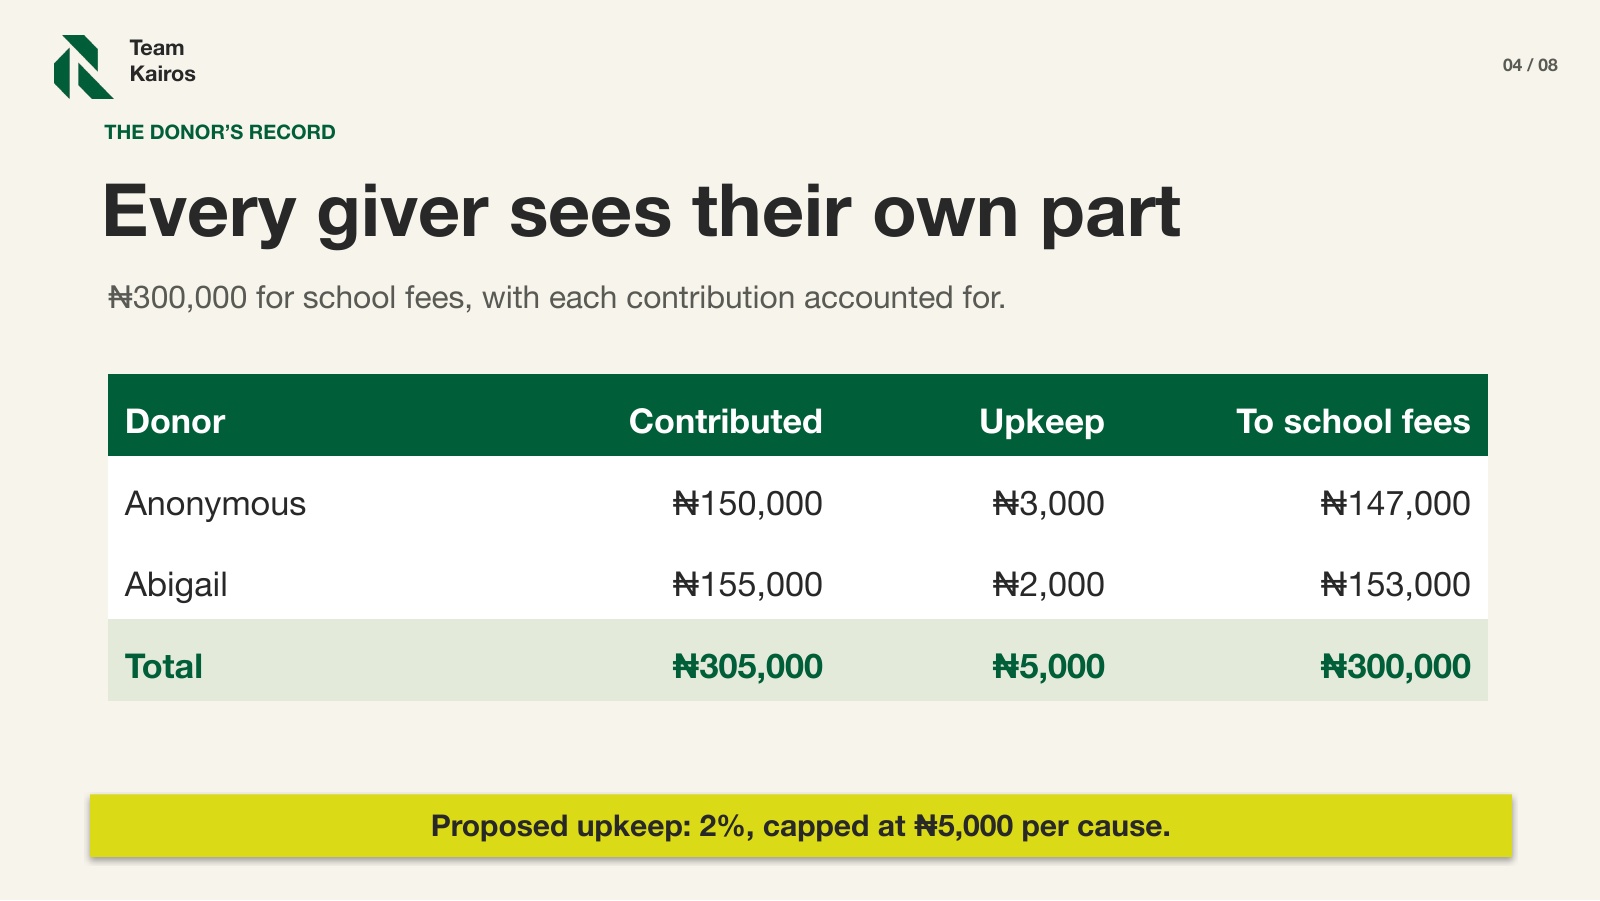 Team
Kairos
04 / 08
THE DONOR’S RECORD
Every giver sees their own part
₦300,000 for school fees, with each contribution accounted for.
Donor Contributed Upkeep To school fees
Anonymous ₦150,000 ₦3,000 ₦147,000
Abigail ₦155,000 ₦2,000 ₦153,000
Total ₦305,000 ₦5,000 ₦300,000
Proposed upkeep: 2%, capped at ₦5,000 per cause.